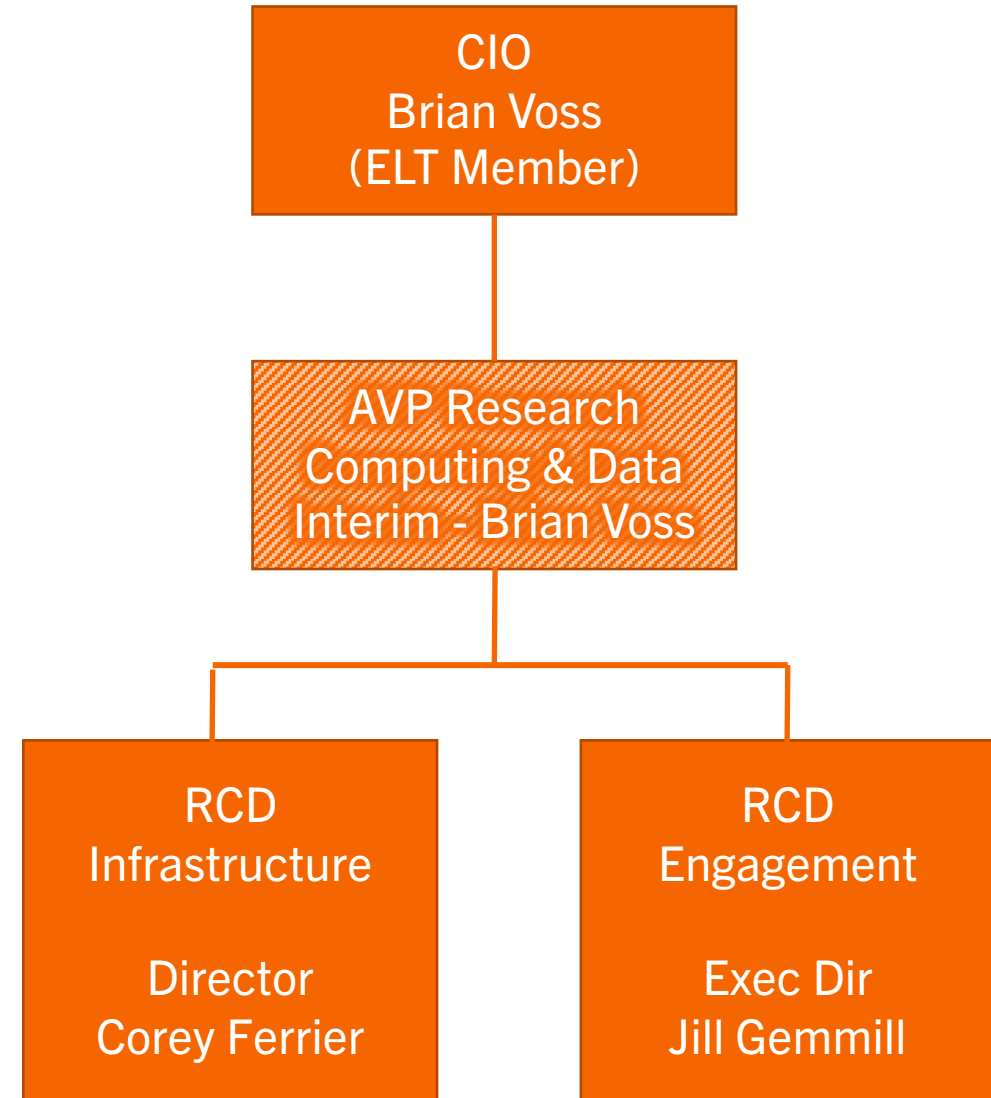 CIO
Brian Voss
(ELT Member)
AVP Research
Computing & Data
Interim - Brian Voss
RCD
Infrastructure
Director
Corey Ferrier
RCD
Engagement
Exec Dir
Jill Gemmill